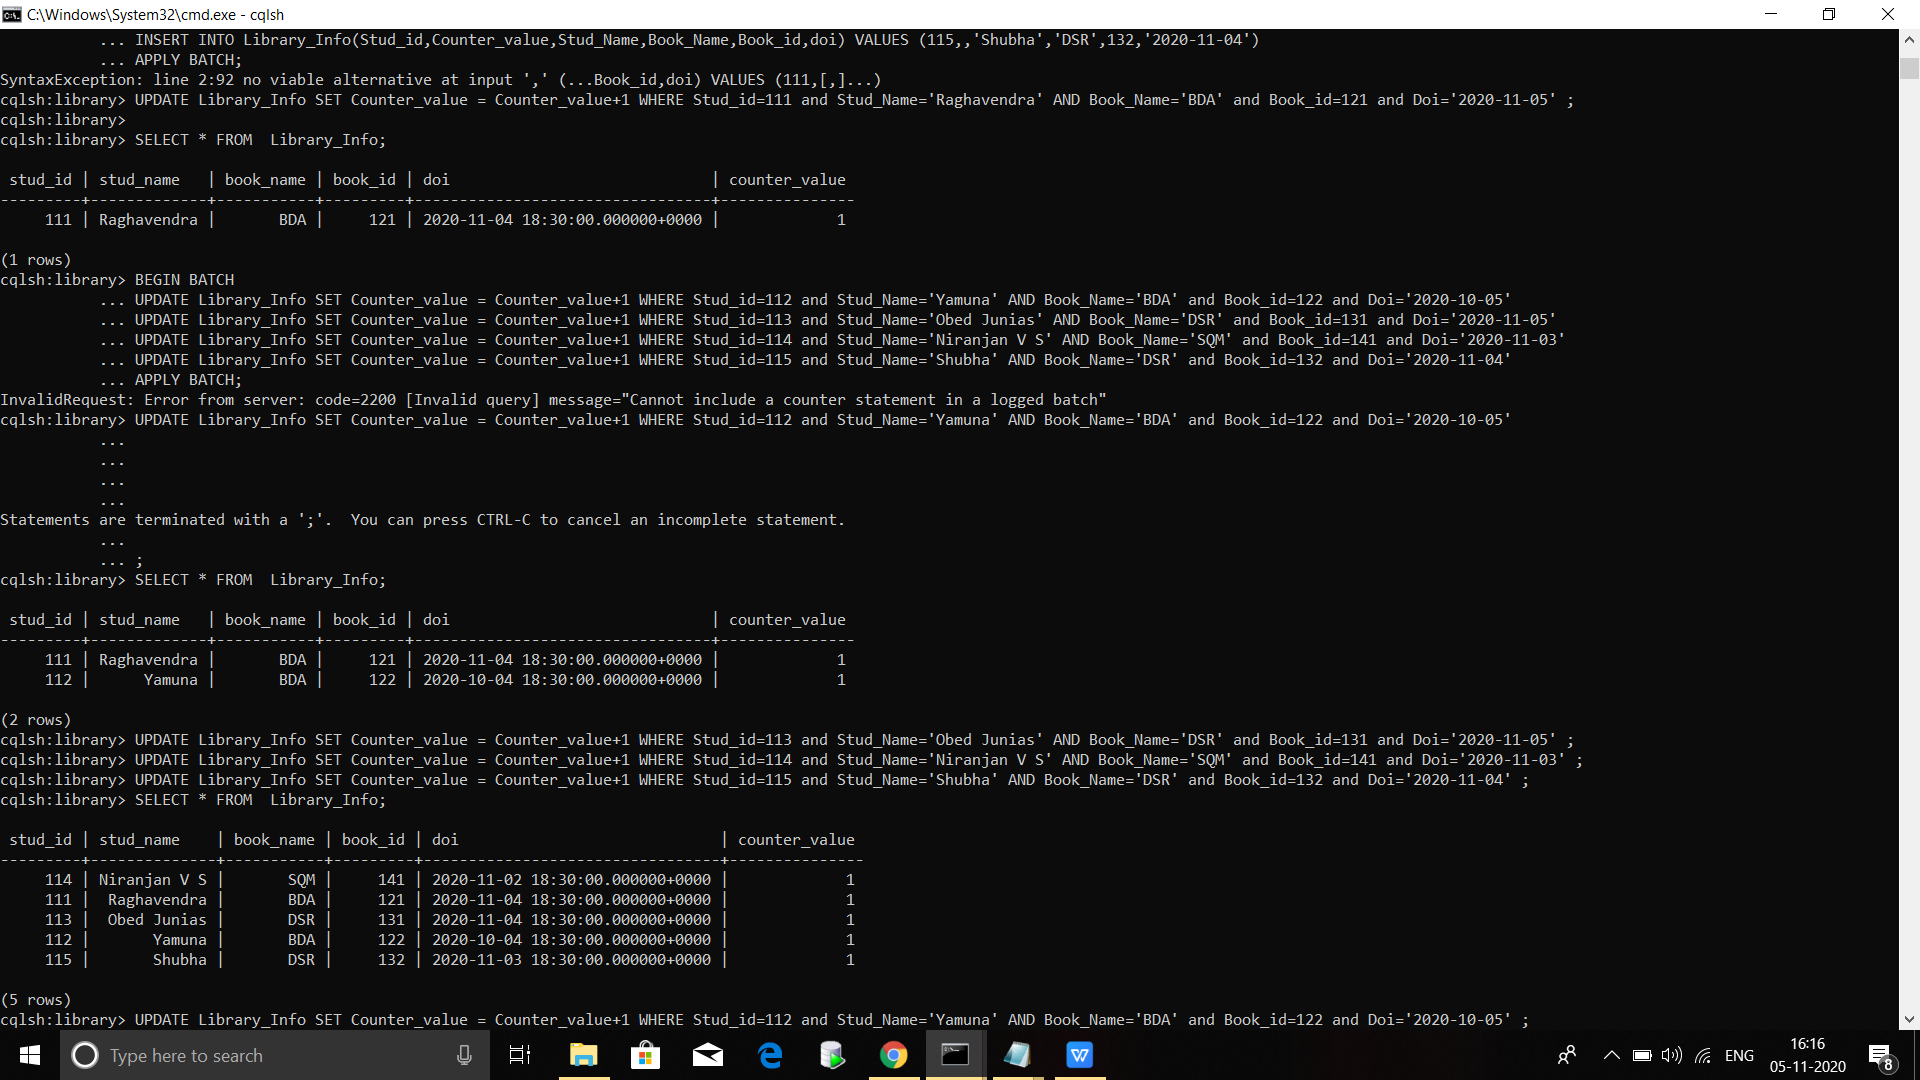 C:\Windows\System32\cmd.exe - cqlsh
... INSERT INTO Library_Info(Stud_id,Counter_value,Stud_Name,Book_Name,Book_id,doi) VALUES (115,,'Shubha','DSR',132,'2020-11-04')
... APPLY BATCH;
SyntaxException: line 2:92 no viable alternative at input ',' (...Book_id,doi) VALUES (111,[,]...)
cqlsh:library> UPDATE Library_Info SET Counter_value = Counter_value+1 WHERE Stud_id=111 and Stud_Name='Raghavendra' AND Book_Name='BDA' and Book_id=121 and Doi='2020-11-05' ;
cqlsh:library>
cqlsh:library> SELECT * FROM  Library_Info;
 stud_id | stud_name   | book_name | book_id | doi                             | counter_value
---------+-------------+-----------+---------+---------------------------------+---------------
     111 | Raghavendra |       BDA |     121 | 2020-11-04 18:30:00.000000+0000 |             1
(1 rows)
cqlsh:library> BEGIN BATCH
... UPDATE Library_Info SET Counter_value = Counter_value+1 WHERE Stud_id=112 and Stud_Name='Yamuna' AND Book_Name='BDA' and Book_id=122 and Doi='2020-10-05'
... UPDATE Library_Info SET Counter_value = Counter_value+1 WHERE Stud_id=113 and Stud_Name='Obed Junias' AND Book_Name='DSR' and Book_id=131 and Doi='2020-11-05'
... UPDATE Library_Info SET Counter_value = Counter_value+1 WHERE Stud_id=114 and Stud_Name='Niranjan V S' AND Book_Name='SQM' and Book_id=141 and Doi='2020-11-03'
... UPDATE Library_Info SET Counter_value = Counter_value+1 WHERE Stud_id=115 and Stud_Name='Shubha' AND Book_Name='DSR' and Book_id=132 and Doi='2020-11-04'
... APPLY BATCH;
InvalidRequest: Error from server: code=2200 [Invalid query] message="Cannot include a counter statement in a logged batch"
cqlsh:library> UPDATE Library_Info SET Counter_value = Counter_value+1 WHERE Stud_id=112 and Stud_Name='Yamuna' AND Book_Name='BDA' and Book_id=122 and Doi='2020-10-05'
...
...
...
...
Statements are terminated with a ';'.  You can press CTRL-C to cancel an incomplete statement.
...
... ;
cqlsh:library> SELECT * FROM  Library_Info;
 stud_id | stud_name   | book_name | book_id | doi                             | counter_value
---------+-------------+-----------+---------+---------------------------------+---------------
     111 | Raghavendra |       BDA |     121 | 2020-11-04 18:30:00.000000+0000 |             1
     112 |      Yamuna |       BDA |     122 | 2020-10-04 18:30:00.000000+0000 |             1
(2 rows)
cqlsh:library> UPDATE Library_Info SET Counter_value = Counter_value+1 WHERE Stud_id=113 and Stud_Name='Obed Junias' AND Book_Name='DSR' and Book_id=131 and Doi='2020-11-05' ;
cqlsh:library> UPDATE Library_Info SET Counter_value = Counter_value+1 WHERE Stud_id=114 and Stud_Name='Niranjan V S' AND Book_Name='SQM' and Book_id=141 and Doi='2020-11-03' ;
cqlsh:library> UPDATE Library_Info SET Counter_value = Counter_value+1 WHERE Stud_id=115 and Stud_Name='Shubha' AND Book_Name='DSR' and Book_id=132 and Doi='2020-11-04' ;
cqlsh:library> SELECT * FROM  Library_Info;
 stud_id | stud_name    | book_name | book_id | doi                             | counter_value
---------+--------------+-----------+---------+---------------------------------+---------------
     114 | Niranjan V S |       SQM |     141 | 2020-11-02 18:30:00.000000+0000 |             1
     111 |  Raghavendra |       BDA |     121 | 2020-11-04 18:30:00.000000+0000 |             1
     113 |  Obed Junias |       DSR |     131 | 2020-11-04 18:30:00.000000+0000 |             1
     112 |       Yamuna |       BDA |     122 | 2020-10-04 18:30:00.000000+0000 |             1
     115 |       Shubha |       DSR |     132 | 2020-11-03 18:30:00.000000+0000 |             1
(5 rows)
cqlsh:library> UPDATE Library_Info SET Counter_value = Counter_value+1 WHERE Stud_id=112 and Stud_Name='Yamuna' AND Book_Name='BDA' and Book_id=122 and Doi='2020-10-05' ;
Type here to search
ENG
16:16
05-11-2020
8